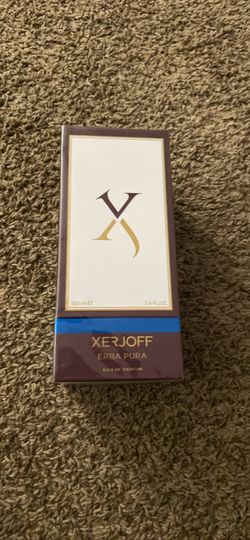 100 ml ℮ 3.4 FL.OZ.
XERJOFF
ERBA PURA
EAU DE PARFUM